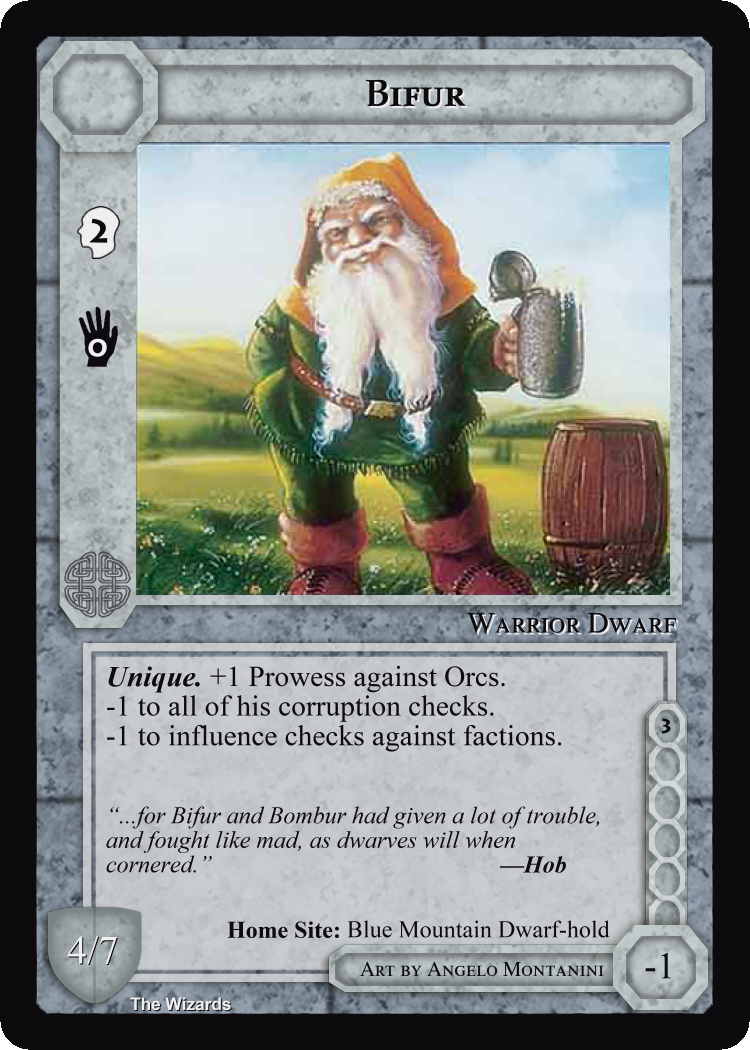 Bifur
2
0
Warrior Dwarf
Unique. +1 Prowess against Orcs.
-1 to all of his corruption checks.
-1 to influence checks against factions.
3
“...for Bifur and Bombur had given a lot of trouble,
and fought like mad, as dwarves will when
cornered.” —Hob
Home Site: Blue Mountain Dwarf-hold
4/7
Art by Angelo Montanini
-1
The Wizards